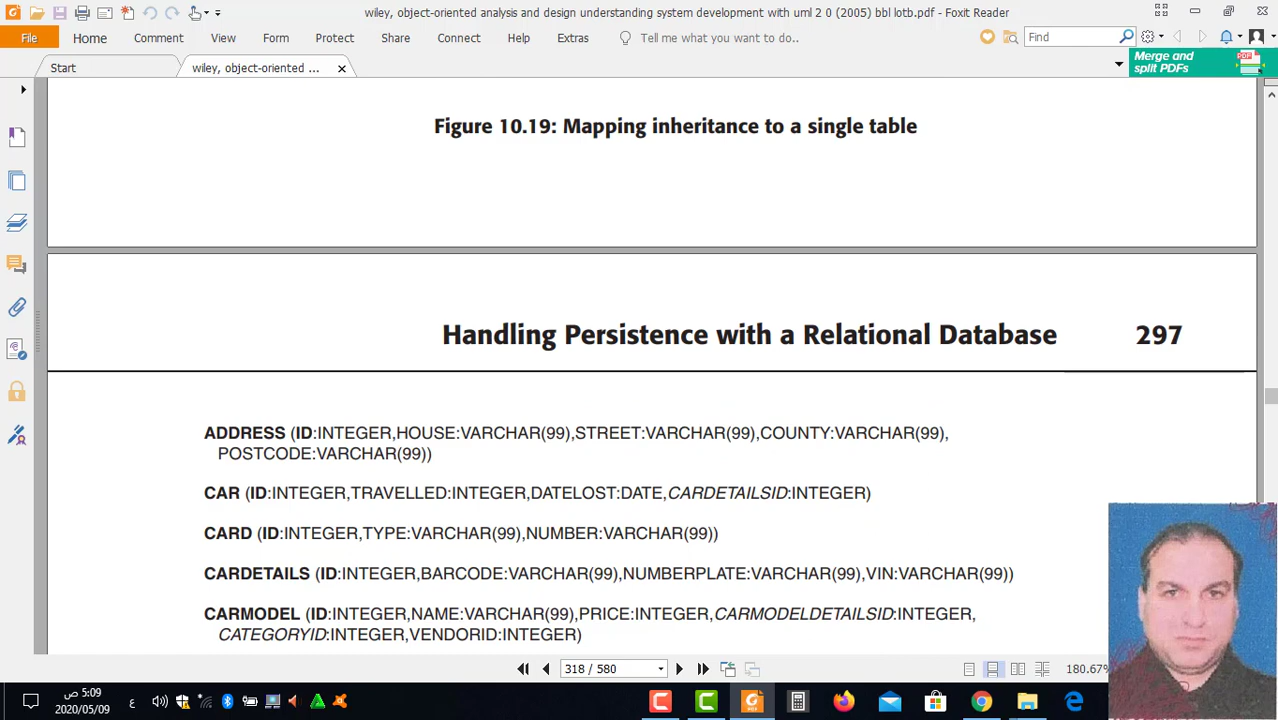 wiley, object-oriented analysis and design understanding system development with uml 2 0 (2005) bbl lotb.pdf - Foxit Reader
File Home Comment View Form Protect Share Connect Help Extras Tell me what you want to do.. Find
Start wiley, object-oriented ...
Merge and
split PDFs
Figure 10.19: Mapping inheritance to a single table
Handling Persistence with a Relational Database 297
ADDRESS (ID:INTEGER,HOUSE:VARCHAR(99),STREET:VARCHAR(99),COUNTY:VARCHAR(99),
POSTCODE:VARCHAR(99))
CAR (ID:INTEGER,TRAVELLED:INTEGER,DATELOST:DATE,CARDETAILSID:INTEGER)
CARD (ID:INTEGER,TYPE:VARCHAR(99),NUMBER:VARCHAR(99))
CARDETAILS (ID:INTEGER,BARCODE:VARCHAR(99),NUMBERPLATE:VARCHAR(99),VIN:VARCHAR(99))
CARMODEL (ID:INTEGER,NAME:VARCHAR(99),PRICE:INTEGER,CARMODELDETAILSID:INTEGER,
CATEGORYID:INTEGER,VENDORID:INTEGER)
318 / 580
180.67%
5:09 ص
2020/05/09
ع